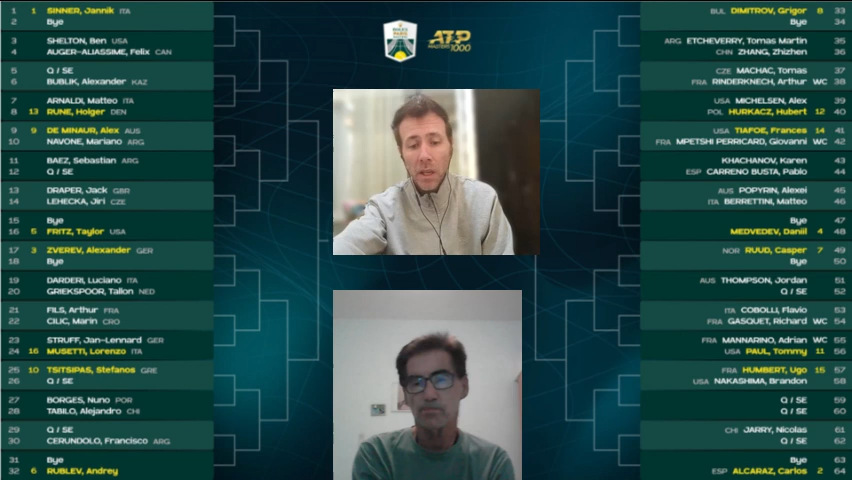 1 1 SINNER, Jannik ITA
2 Bye
3 SHELTON, Ben USA
4 AUGER-ALIASSIME, Felix CAN
5 Q / SE
6 BUBLIK, Alexander KAZ
7 ARNALDI, Matteo ITA
8 13 RUNE, Holger DEN
9 9 DE MINAUR, Alex AUS
10 NAVONE, Mariano ARG
11 BAEZ, Sebastian ARG
12 Q / SE
13 DRAPER, Jack GBR
14 LEHECKA, Jiri CZE
15 Bye
16 5 FRITZ, Taylor USA
17 3 ZVEREV, Alexander GER
18 Bye
19 DARDERI, Luciano ITA
20 GRIEKSPOOR, Tallon NED
21 FILS, Arthur FRA
22 CILIC, Marin CRO
23 STRUFF, Jan-Lennard GER
24 16 MUSETTI, Lorenzo ITA
25 10 TSITSIPAS, Stefanos GRE
26 Q / SE
27 BORGES, Nuno POR
28 TABILO, Alejandro CHI
29 Q / SE
30 CERUNDOLO, Francisco ARG
31 Bye
32 6 RUBLEV, Andrey
ROLEX
PARIS
MASTERS
ATP
MASTERS 1000
BUL DIMITROV, Grigor 8 33
Bye 34
ARG ETCHEVERRY, Tomas Martin 35
CHN ZHANG, Zhizhen 36
CZE MACHAC, Tomas 37
FRA RINDERKNECH, Arthur WC 38
USA MICHELSEN, Alex 39
POL HURKACZ, Hubert 12 40
USA TIAFOE, Frances 14 41
FRA MPETSHI PERRICARD, Giovanni WC 42
KHACHANOV, Karen 43
ESP CARRENO BUSTA, Pablo 44
AUS POPYRIN, Alexei 45
ITA BERRETTINI, Matteo 46
Bye 47
MEDVEDEV, Daniil 4 48
NOR RUUD, Casper 7 49
Bye 50
AUS THOMPSON, Jordan 51
Q / SE 52
ITA COBOLLI, Flavio 53
FRA GASQUET, Richard WC 54
FRA MANNARINO, Adrian WC 55
USA PAUL, Tommy 11 56
FRA HUMBERT, Ugo 15 57
USA NAKASHIMA, Brandon 58
Q / SE 59
Q / SE 60
CHI JARRY, Nicolas 61
Q / SE 62
Bye 63
ESP ALCARAZ, Carlos 2 64